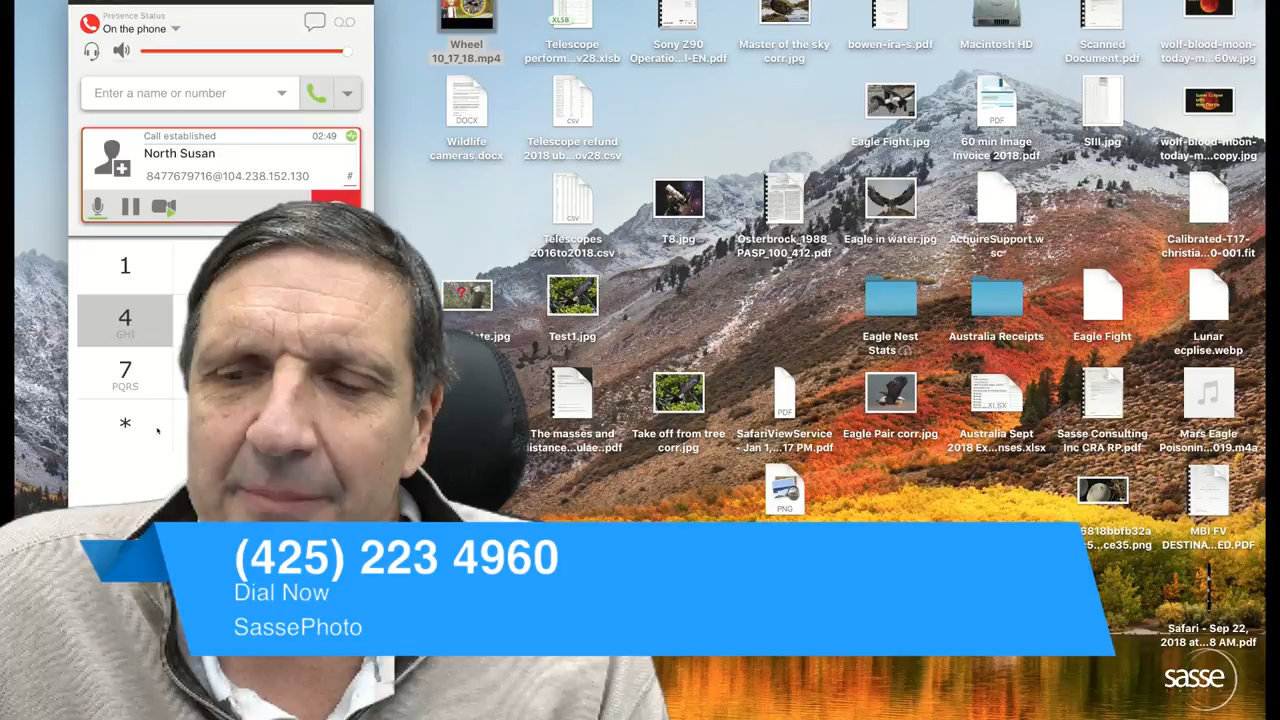 Presence Status
On the phone
Enter a name or number
Call established
02:49
North Susan
8477679716@104.238.152.130
#
1
4
GHI
7
PQRS
*
Wheel
10_17_18.mp4
XLSB
Telescope
perform...v28.xlsb
Sony Z90
Operatio...l-EN.pdf
Master of the sky
corr.jpg
bowen-ira-s.pdf
Macintosh HD
Scanned
Document.pdf
wolf-blood-moon-
today-m...60w.jpg
DOCX
Wildlife
cameras.docx
CSV
Telescope refund
2018 ub...ov28.csv
Eagle Fight.jpg
PDF
60 min Image
Invoice 2018.pdf
SIII.jpg
wolf-blood-moon-
today-m...copy.jpg
CSV
Telescopes
2016to2018.csv
T8.jpg
Osterbrock_1988_
PASP_100_412.pdf
Eagle in water.jpg
AcquireSupport.w
sc
Calibrated-T17-
christia...0-001.fit
?
Test1.jpg
Eagle Nest
Stats
Australia Receipts
Eagle Fight
Lunar
ecplise.webp
The masses and
Take off from tree
corr.jpg
PDF
SafariViewService
- Jan 1,...17 PM.pdf
Eagle Pair corr.jpg
XLSX
Australia Sept
2018 Ex...nses.xlsx
Sasse Consulting
Inc CRA RP.pdf
Mars Eagle
Poisonin...019.m4a
PNG
MBI FV
DESTINA...ED.PDF
(425) 223 4960
Dial Now
SassePhoto
Safari - Sep 22,
2018 at...8 AM.pdf
sasse